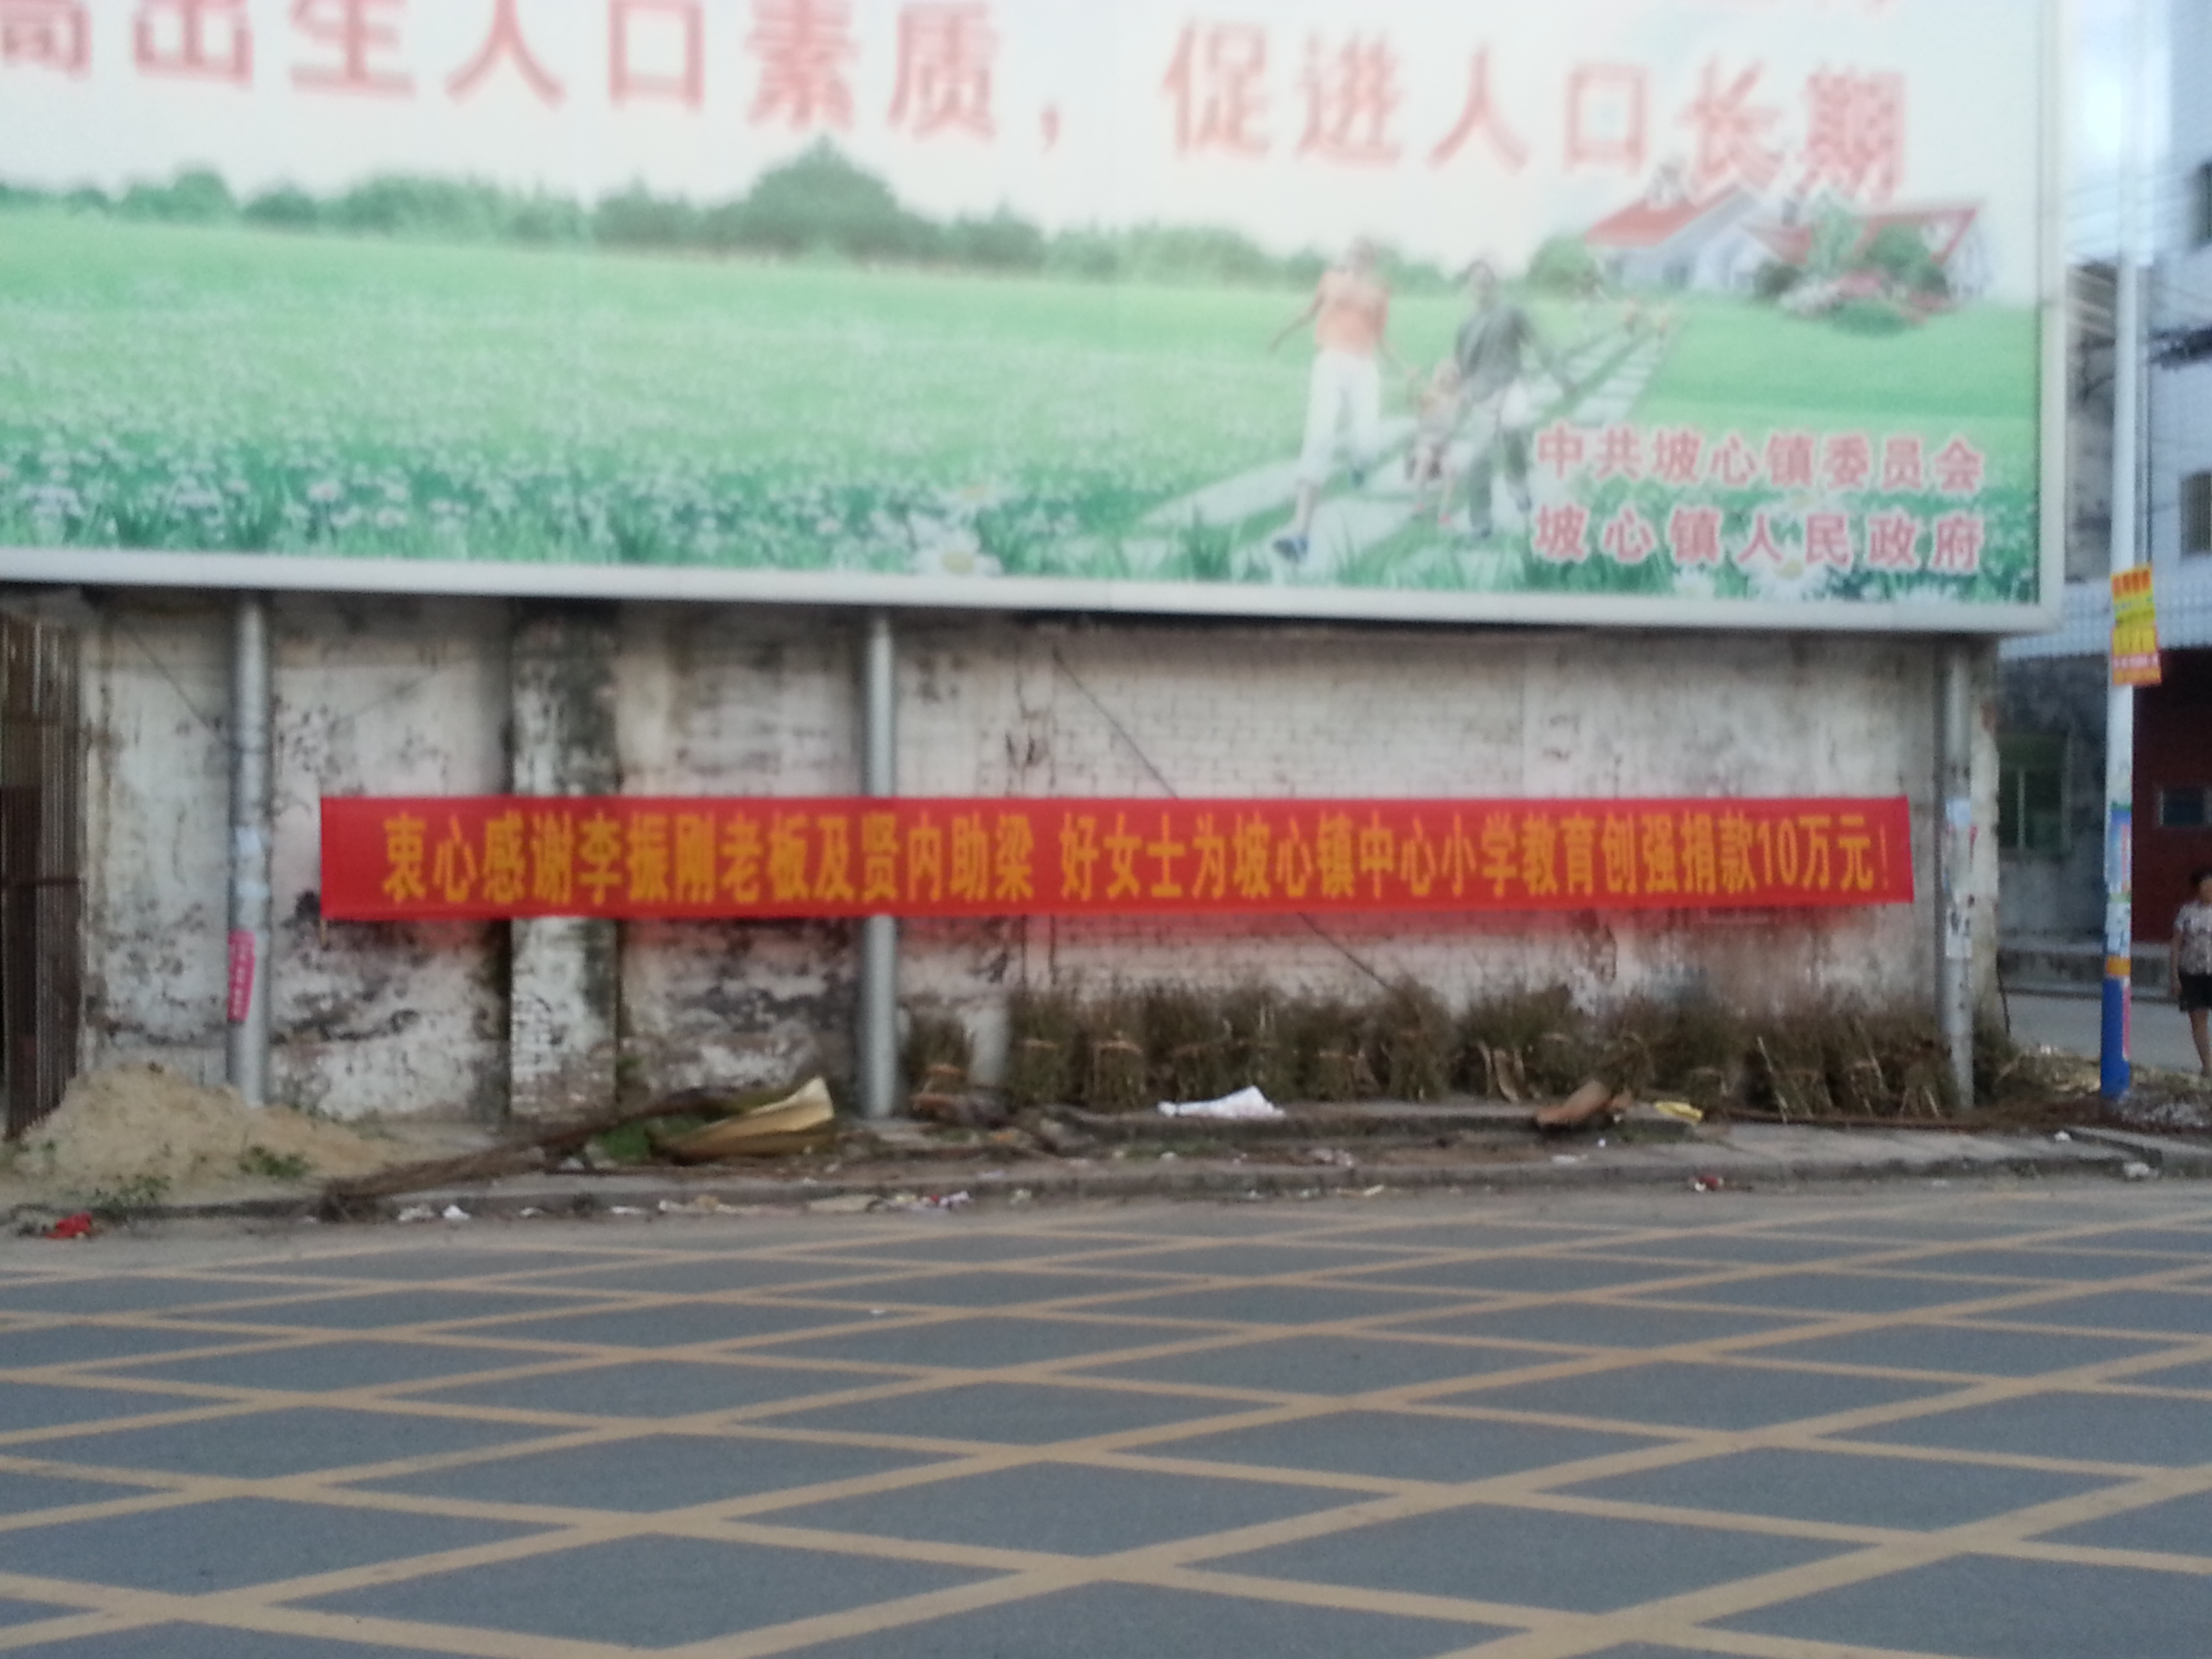 高出生人口素质，促进人口长期
中共坡心镇委员会
坡心镇人民政府
衷心感谢李振刚老板及贤内助梁 好女士为坡心镇中心小学教育创强捐款10万元！